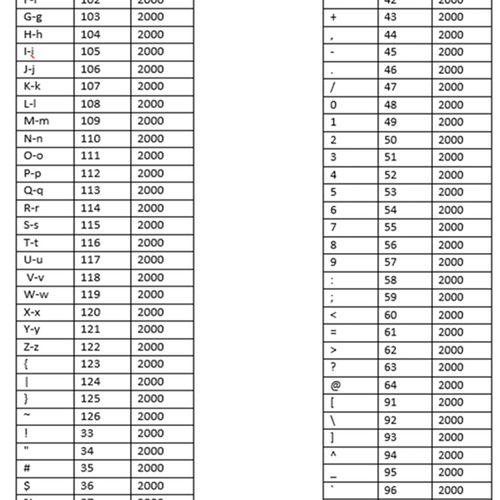 F-f 102 2000
G-g 103 2000
H-h 104 2000
I-i 105 2000
J-j 106 2000
K-k 107 2000
L-l 108 2000
M-m 109 2000
N-n 110 2000
O-o 111 2000
P-p 112 2000
Q-q 113 2000
R-r 114 2000
S-s 115 2000
T-t 116 2000
U-u 117 2000
V-v 118 2000
W-w 119 2000
X-x 120 2000
Y-y 121 2000
Z-z 122 2000
{ 123 2000
| 124 2000
} 125 2000
~ 126 2000
! 33 2000
" 34 2000
# 35 2000
$ 36 2000
42 2000
+ 43 2000
, 44 2000
- 45 2000
. 46 2000
/ 47 2000
0 48 2000
1 49 2000
2 50 2000
3 51 2000
4 52 2000
5 53 2000
6 54 2000
7 55 2000
8 56 2000
9 57 2000
: 58 2000
; 59 2000
< 60 2000
= 61 2000
> 62 2000
? 63 2000
@ 64 2000
[ 91 2000
\ 92 2000
] 93 2000
^ 94 2000
_ 95 2000
` 96 2000